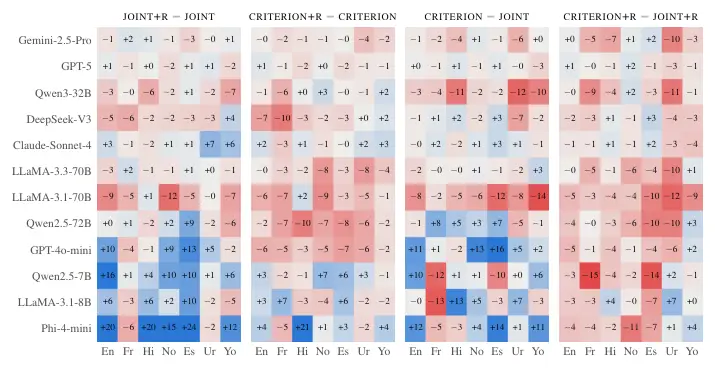 JOINT+R − JOINT CRITERION+R − CRITERION CRITERION − JOINT CRITERION+R − JOINT+R
Gemini-2.5-Pro −1 +2 +1 −1 −3 −0 +1 −0 −2 −1 −1 −0 −4 −2 −1 −2 −4 +1 −1 −6 +0 +0 −5 −7 +1 +2 −10 −3
GPT-5 +1 −1 +0 −2 +1 +1 −2 +1 −1 −2 +0 −2 −1 −1 +0 −1 +1 −1 +1 −0 −1 +1 −0 −1 +1 −2 −1 −3 −1
Qwen3-32B −3 −0 −6 −2 −1 −2 −7 −1 −6 +0 +3 −0 −1 +2 −3 −4 −11 −2 −2 −12 −10 −0 −9 −4 +2 −3 −11 −1
DeepSeek-V3 −5 −6 −2 −2 −3 −3 +4 −7 −10 −3 −2 −3 +0 +2 −1 +1 +2 −2 +3 −7 −2 −2 −3 +1 −1 +3 −4 −3
Claude-Sonnet-4 +3 −1 −2 +1 +1 +7 +6 +2 −3 +1 −1 −0 +2 +3 −0 +2 −2 +1 +3 +1 −1 −1 −1 +1 −1 +2 −3 −4
LLaMA-3.3-70B −3 +2 −1 −1 −1 +1 −0 −0 −3 −2 −8 −3 −8 −4 −2 −0 −0 +1 −1 −2 +3 −0 −5 −1 −6 −4 −10 +1
LLaMA-3.1-70B −9 −5 +1 −12 −5 −0 −7 −6 −7 +2 −9 −3 −5 −1 −8 −2 −5 −6 −12 −8 −14 −5 −3 −4 −4 −10 −12 −9
Qwen2.5-72B +0 +1 −2 +2 +9 −2 −6 −2 −7 −10 −7 −8 −6 −2 −1 +8 +5 +3 +7 −5 −1 −4 −0 −3 −6 −10 −10 +3
GPT-4o-mini +10 −4 −1 +9 +13 +5 −2 −6 −5 −3 −5 −7 −6 −2 +11 +1 −2 +13 +16 +5 +2 −5 −1 −4 −1 −4 −6 +2
Qwen2.5-7B +16 +1 +4 +10 +10 +1 +6 +3 −2 −1 +7 +6 +3 −1 +10 −12 +1 +1 −10 +0 +6 −3 −15 −4 −2 −14 +2 −1
LLaMA-3.1-8B +6 −3 +6 +2 +10 −2 −5 +3 +7 −3 −4 +6 −2 −2 −0 −13 +13 +5 −3 +7 −3 −3 −3 +4 −0 −7 +7 +0
Phi-4-mini +20 −6 +20 +15 +24 −2 +12 +4 −5 +21 +1 +3 −2 +4 +12 −5 −3 +4 +14 +1 +11 −4 −4 −2 −11 −7 +1 +4
En Fr Hi No Es Ur Yo En Fr Hi No Es Ur Yo En Fr Hi No Es Ur Yo En Fr Hi No Es Ur Yo